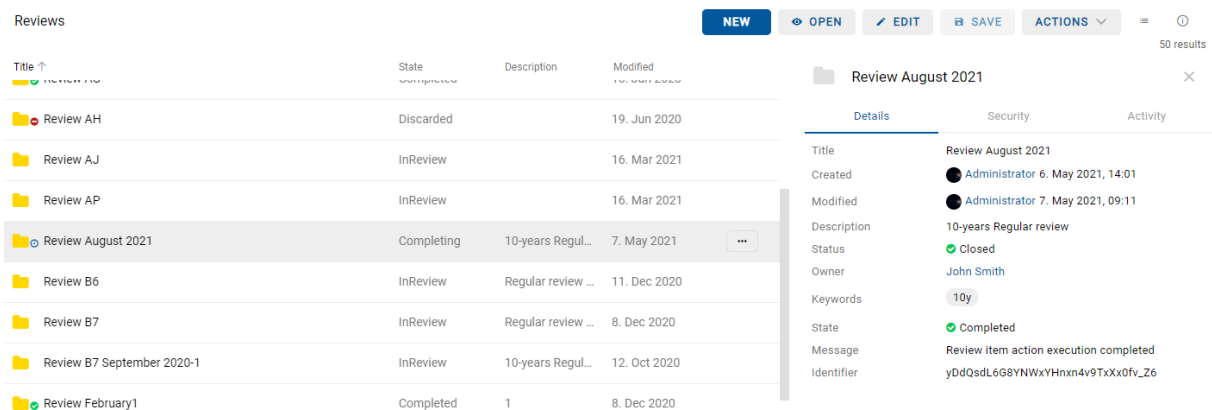 Reviews
NEW OPEN EDIT SAVE ACTIONS
50 results
Title State Description Modified
Completed
Review AH Discarded 19. Jun 2020
Review AJ InReview 16. Mar 2021
Review AP InReview 16. Mar 2021
Review August 2021 Completing 10-years Regul... 7. May 2021 ...
Review B6 InReview Regular review ... 11. Dec 2020
Review B7 InReview Regular review ... 8. Dec 2020
Review B7 September 2020-1 InReview 10-years Regul... 12. Oct 2020
Review February1 Completed 1 8. Dec 2020
Review August 2021
Details Security Activity
Title Review August 2021
Created Administrator 6. May 2021, 14:01
Modified Administrator 7. May 2021, 09:11
Description 10-years Regular review
Status Closed
Owner John Smith
Keywords 10y
State Completed
Message Review item action execution completed
Identifier yDdQsdL6G8YNWxYHnxn4v9TxXx0fv_Z6